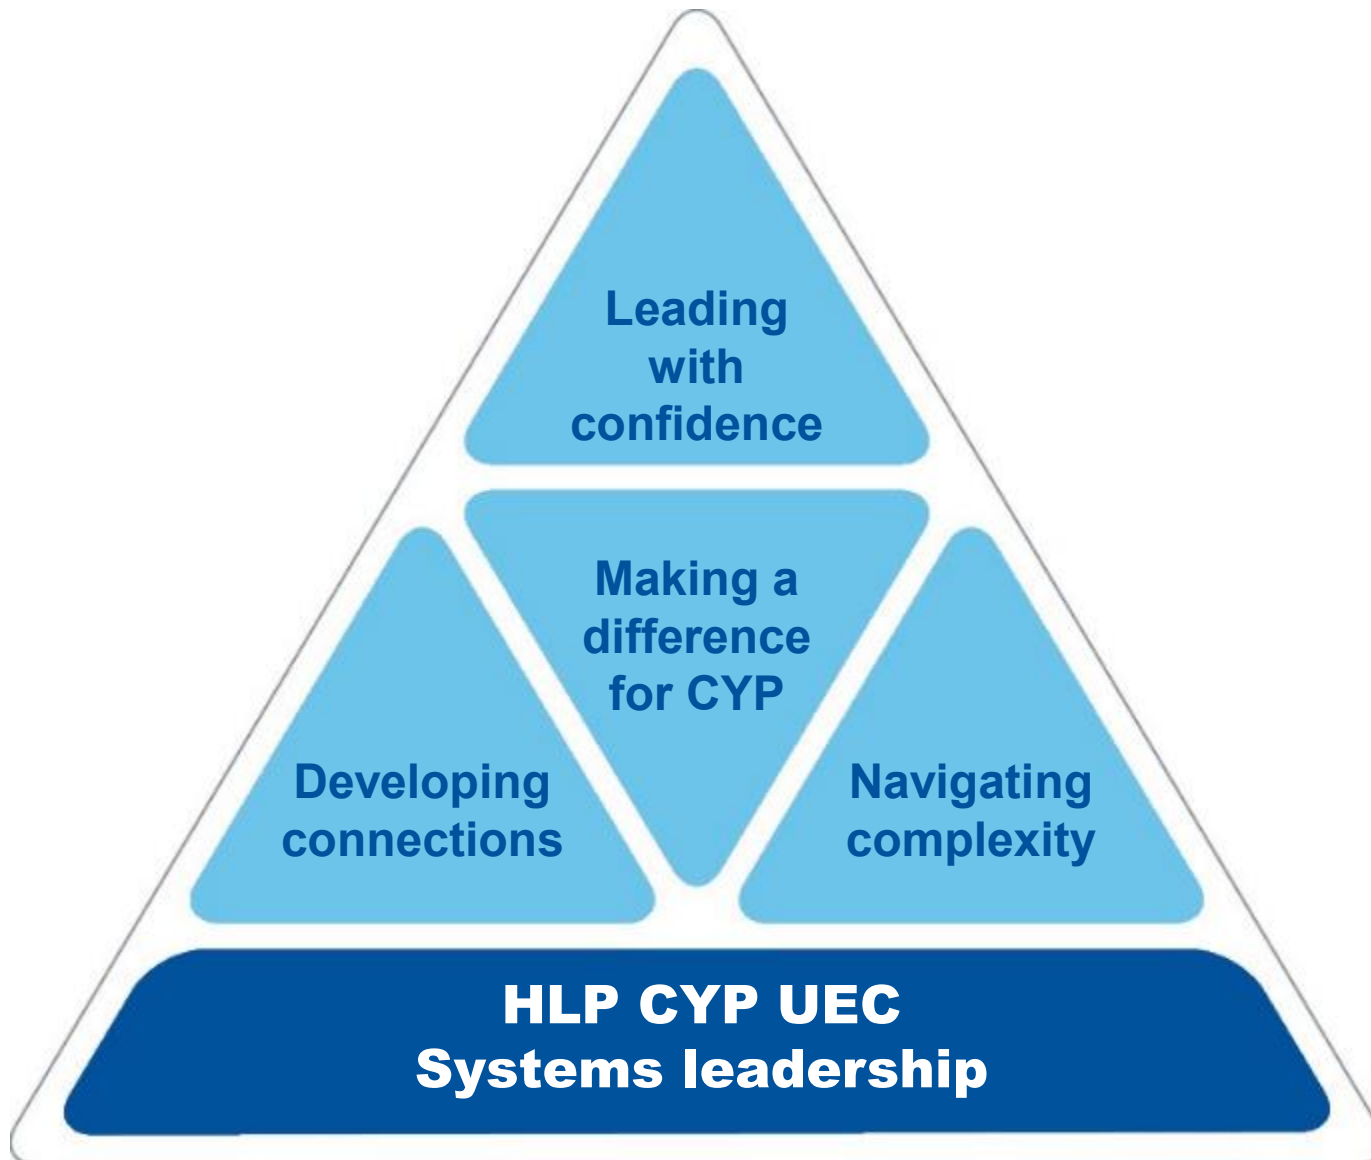 Leading
with
confidence
Making a
difference
for CYP
Developing
connections
Navigating
complexity
HLP CYP UEC
Systems leadership